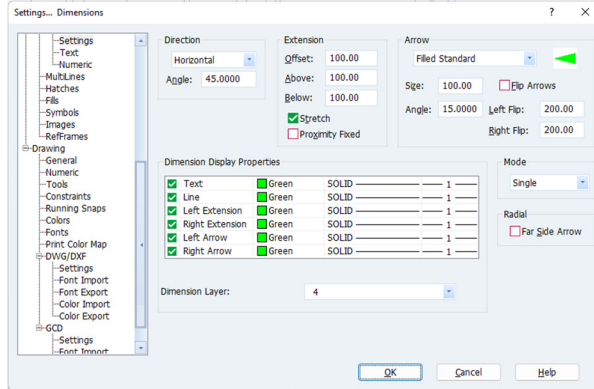 Settings... Dimensions ? ×
Settings
Text
Numeric
MultiLines
Hatches
Fills
Symbols
Images
RefFrames
Drawing
General
Numeric
Tools
Constraints
Running Snaps
Colors
Fonts
Print Color Map
DWG/DXF
Settings
Font Import
Font Export
Color Import
Color Export
GCD
Settings
Font Import
Direction
Horizontal
Angle: 45.0000
Extension
Offset: 100.00
Above: 100.00
Below: 100.00
Stretch
Proximity Fixed
Arrow
Filled Standard
Size: 100.00 Flip Arrows
Angle: 15.0000 Left Flip: 200.00
Right Flip: 200.00
Dimension Display Properties
Text Green SOLID 1
Line Green SOLID 1
Left Extension Green SOLID 1
Right Extension Green SOLID 1
Left Arrow Green SOLID 1
Right Arrow Green SOLID 1
Mode
Single
Radial
Far Side Arrow
Dimension Layer: 4
OK Cancel Help